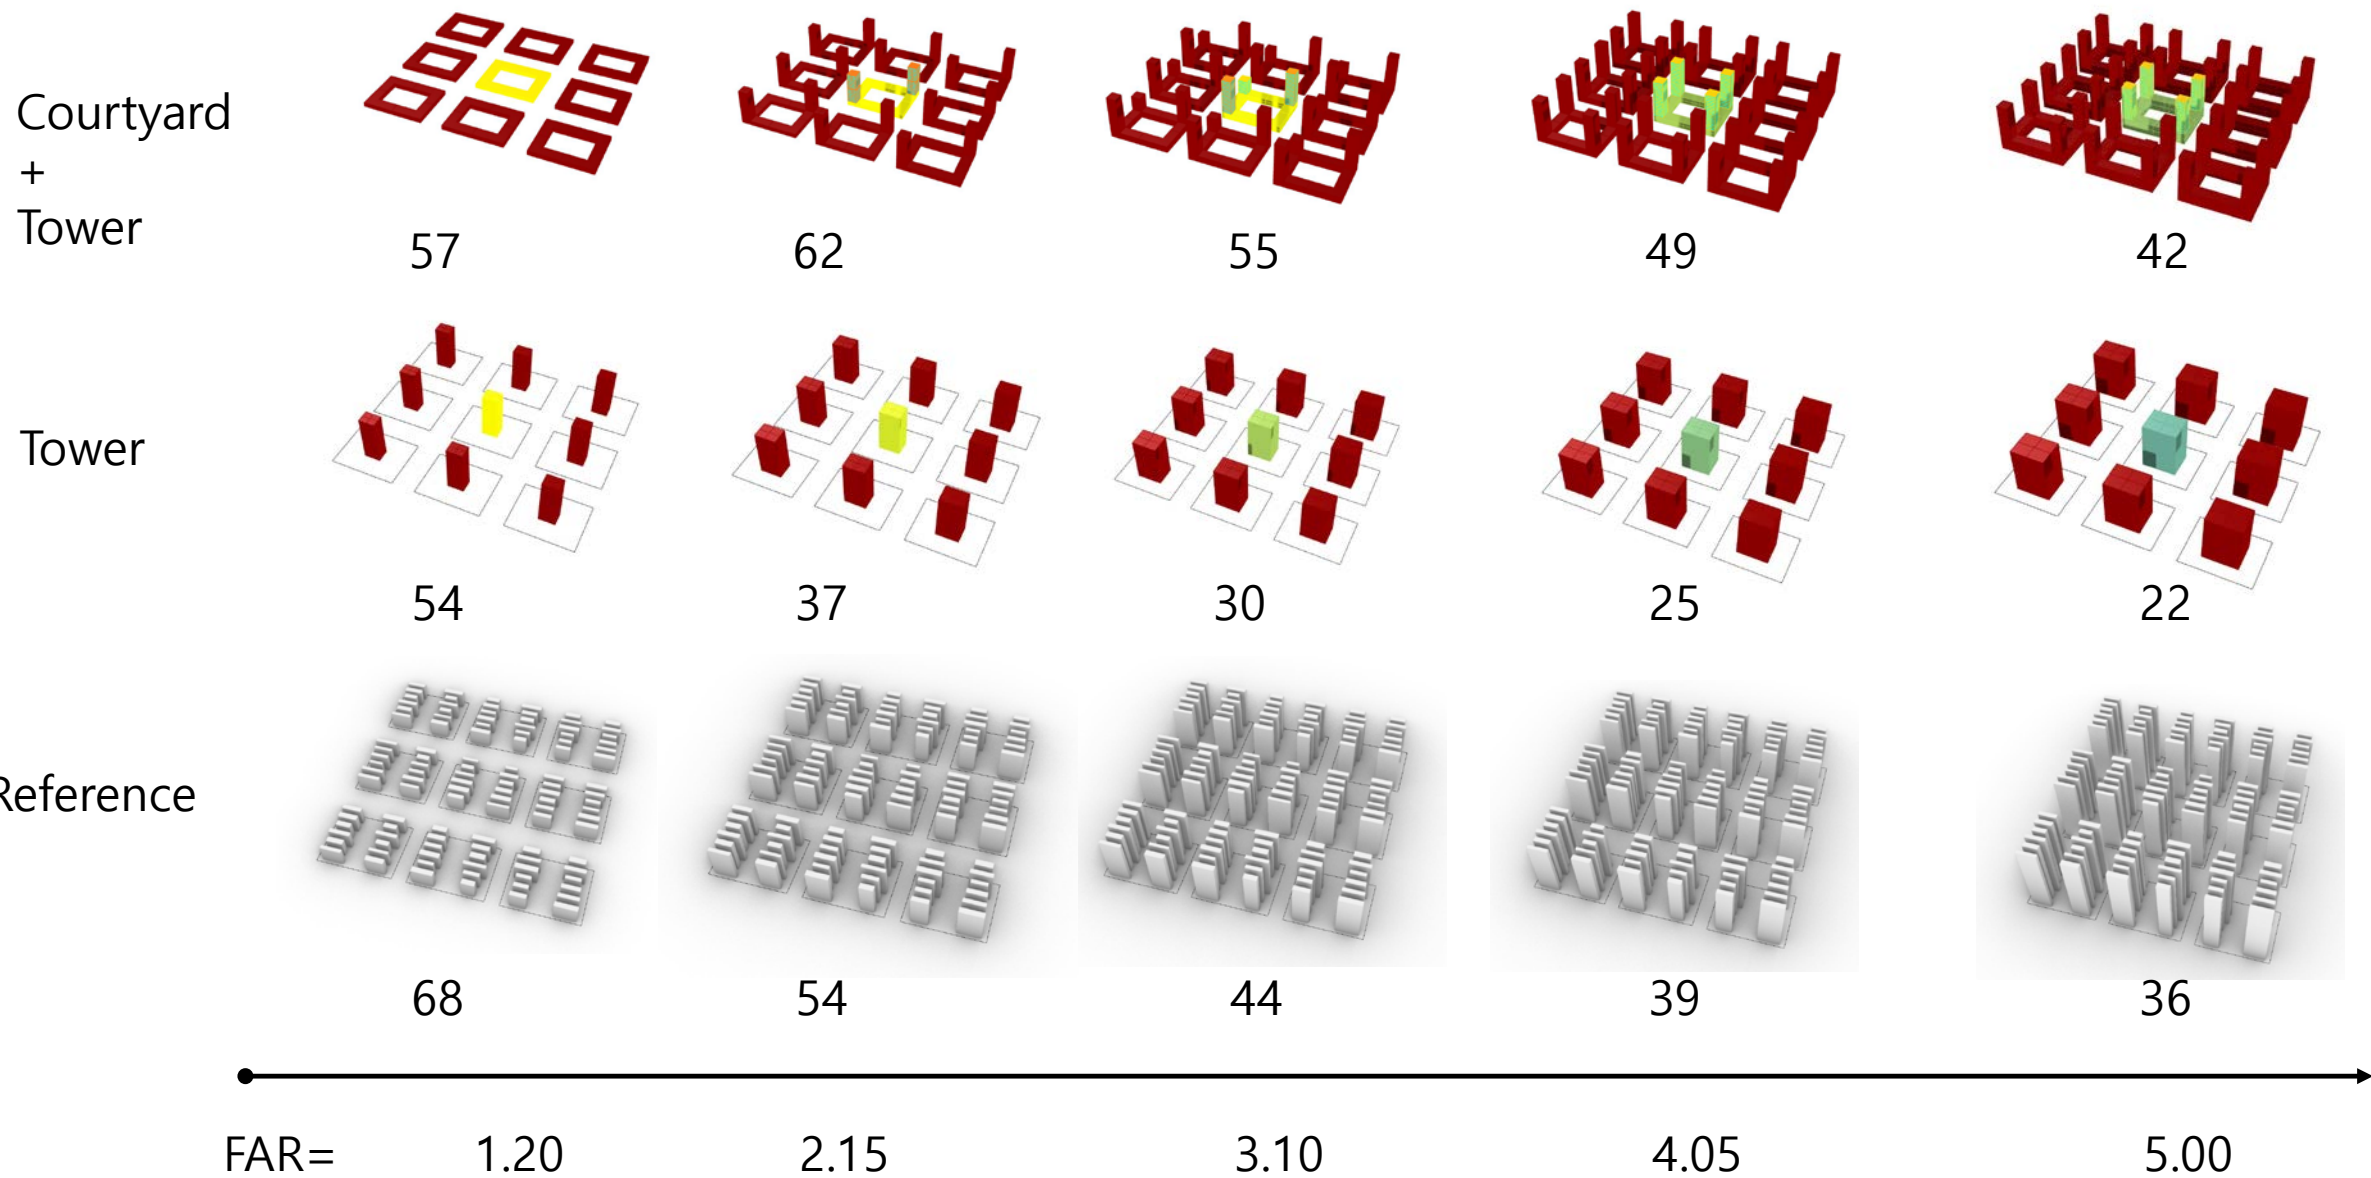 Courtyard
+
Tower
57 62 55 49 42
Tower
54 37 30 25 22
Reference
68 54 44 39 36
FAR= 1.20 2.15 3.10 4.05 5.00